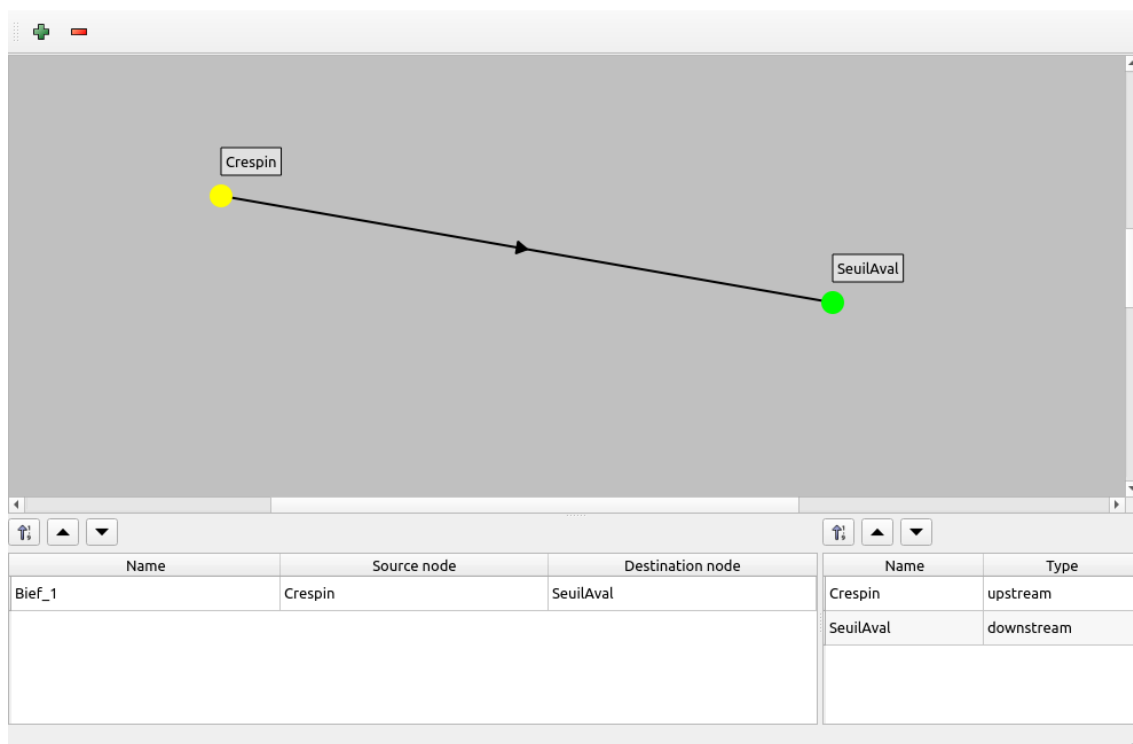 Crespin
SeuilAval
Name Source node Destination node
Bief_1 Crespin SeuilAval
Name Type
Crespin upstream
SeuilAval downstream